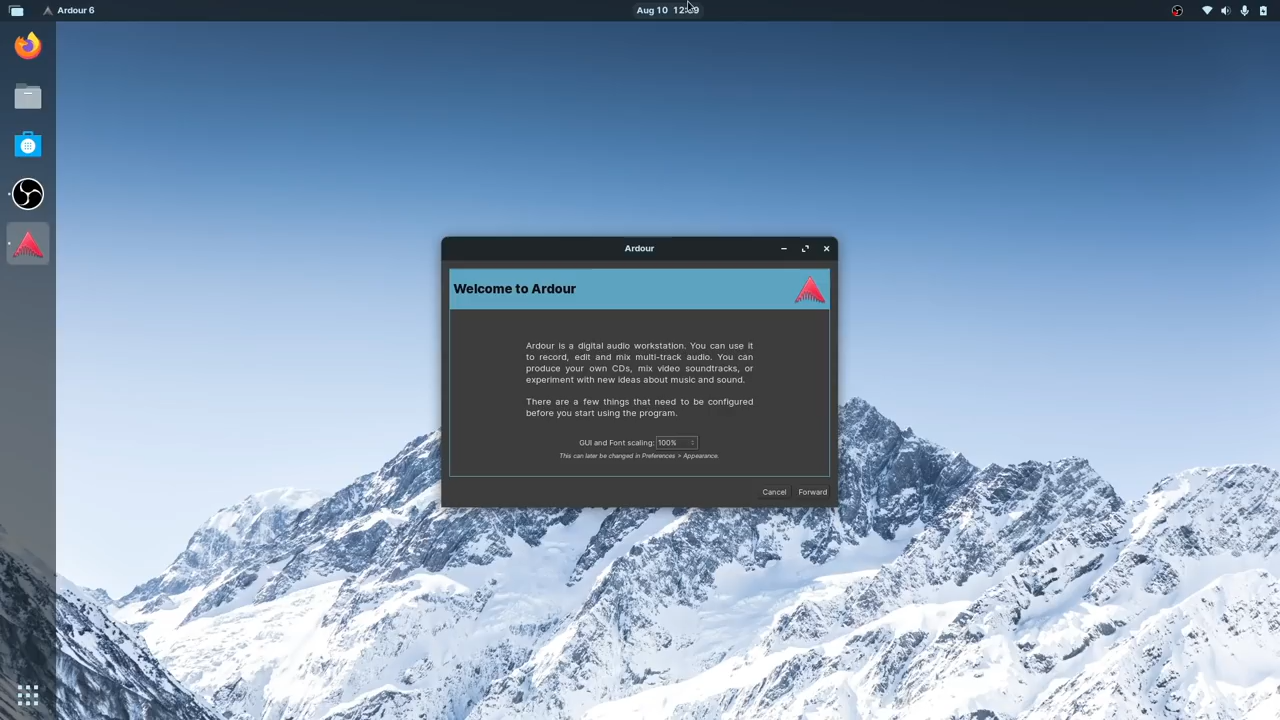 Ardour 6
Aug 10
Ardour
Welcome to Ardour
Ardour is a digital audio workstation. You can use it
to record, edit and mix multi-track audio. You can
produce your own CDs, mix video soundtracks, or
experiment with new ideas about music and sound.
There are a few things that need to be configured
before you start using the program.
GUI and Font scaling: 100%
This can later be changed in Preferences > Appearance.
Cancel Forward